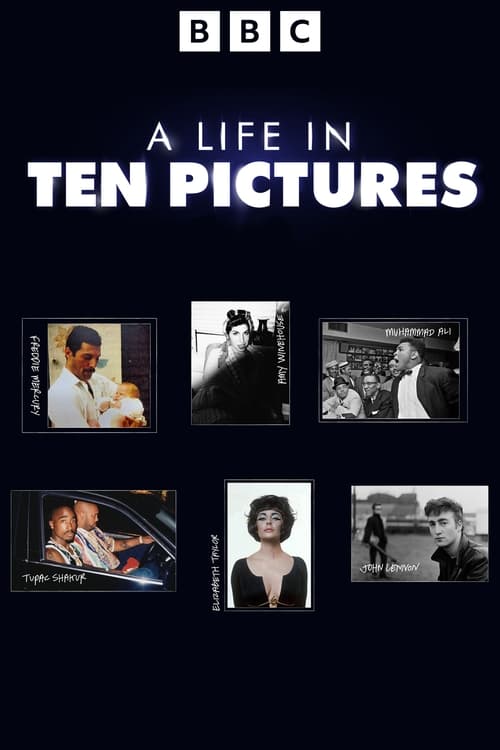 BBC
A LIFE IN
TEN PICTURES
FREDDIE MERCURY
AMY WINEHOUSE
MUHAMMAD ALI
TUPAC SHAKUR
ELIZABETH TAYLOR
JOHN LENNON